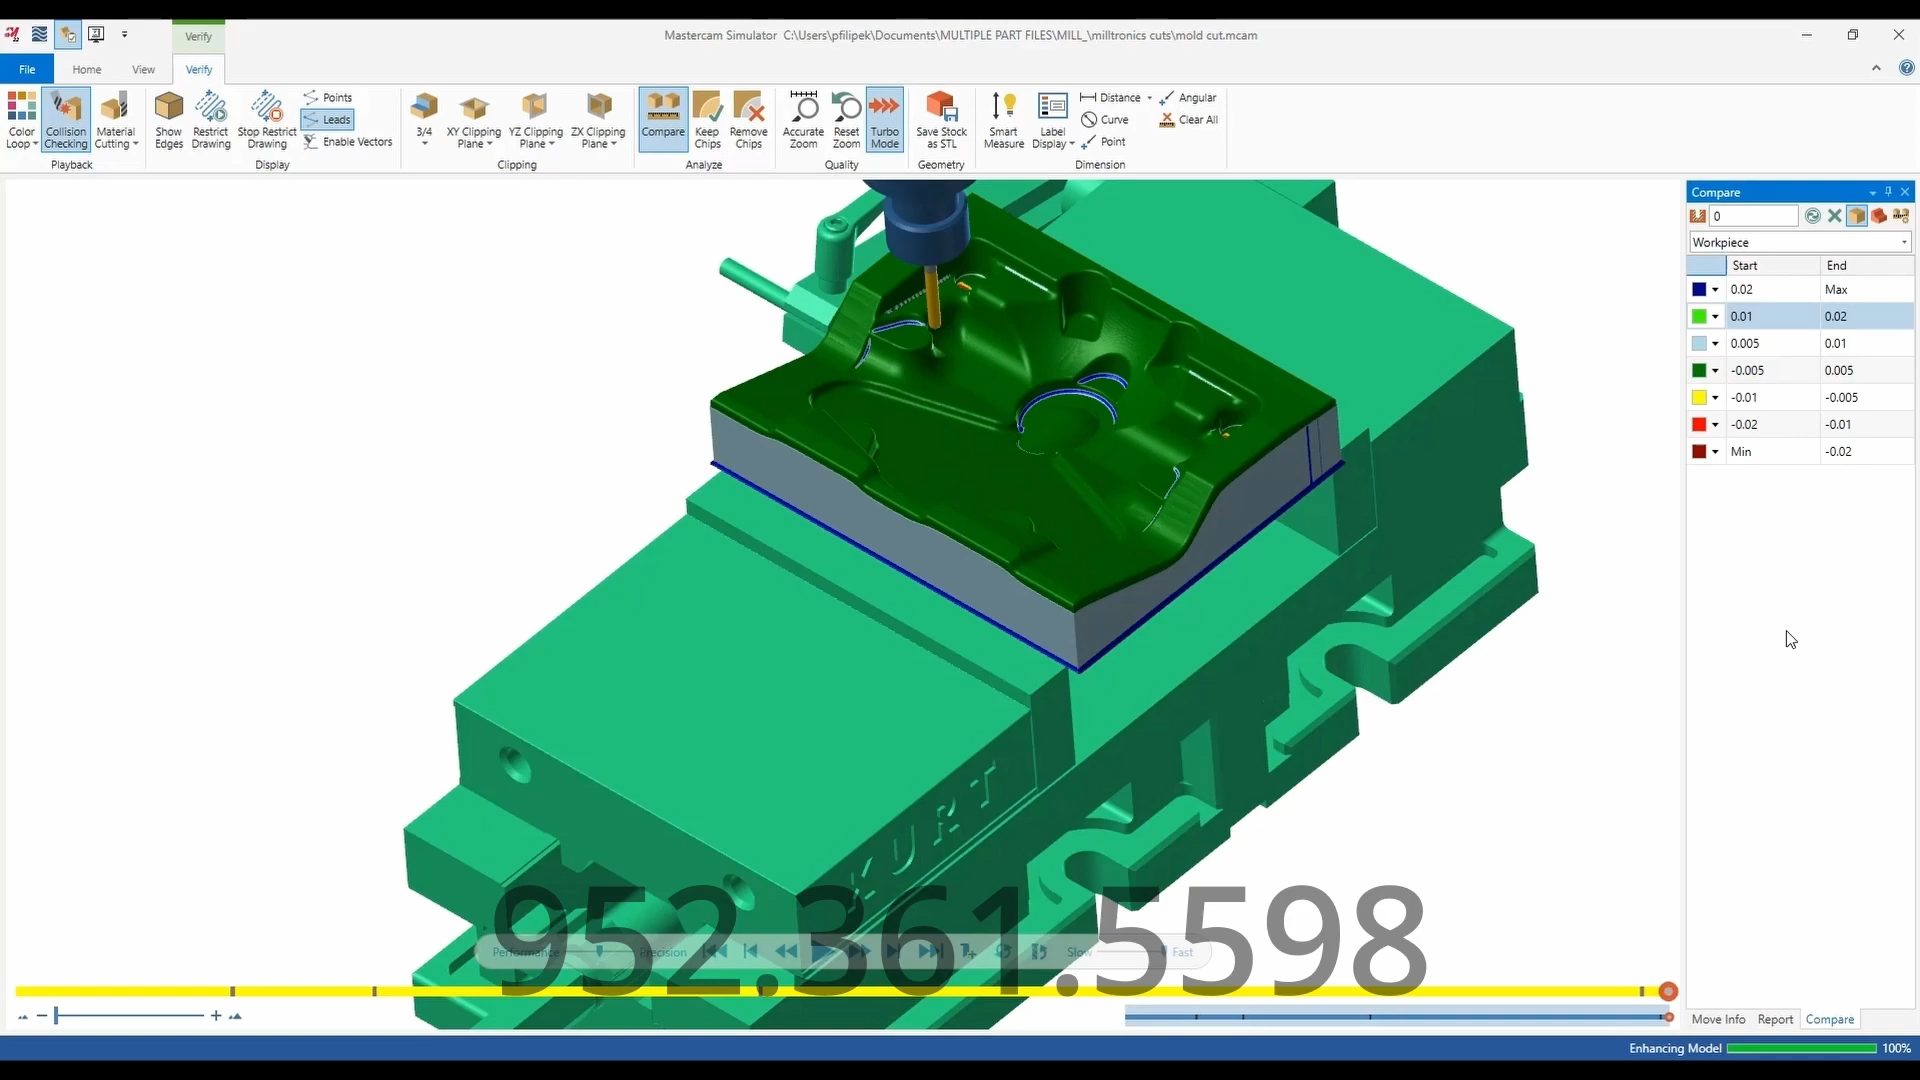 Verify
Mastercam Simulator C:\Users\pfilipek\Documents\MULTIPLE PART FILES\MILL_\milltronics cuts\mold cut.mcam
File
Home
View
Verify
Color Loop
Collision Checking
Material Cutting
Playback
Show Edges
Restrict Drawing
Stop Restrict Drawing
Points
Leads
Enable Vectors
Display
3/4
XY Clipping Plane
YZ Clipping Plane
ZX Clipping Plane
Clipping
Compare
Keep Chips
Remove Chips
Analyze
Accurate Zoom
Reset Zoom
Turbo Mode
Quality
Save Stock as STL
Geometry
Smart Measure
Label Display
Distance
Curve
Point
Angular
Clear All
Dimension
Compare
0
Workpiece
Start End
0.02 Max
0.01 0.02
0.005 0.01
-0.005 0.005
-0.01 -0.005
-0.02 -0.01
Min -0.02
KURT
952.361.5598
Performance
Precision
Slow
Fast
Move Info
Report
Compare
Enhancing Model
100%